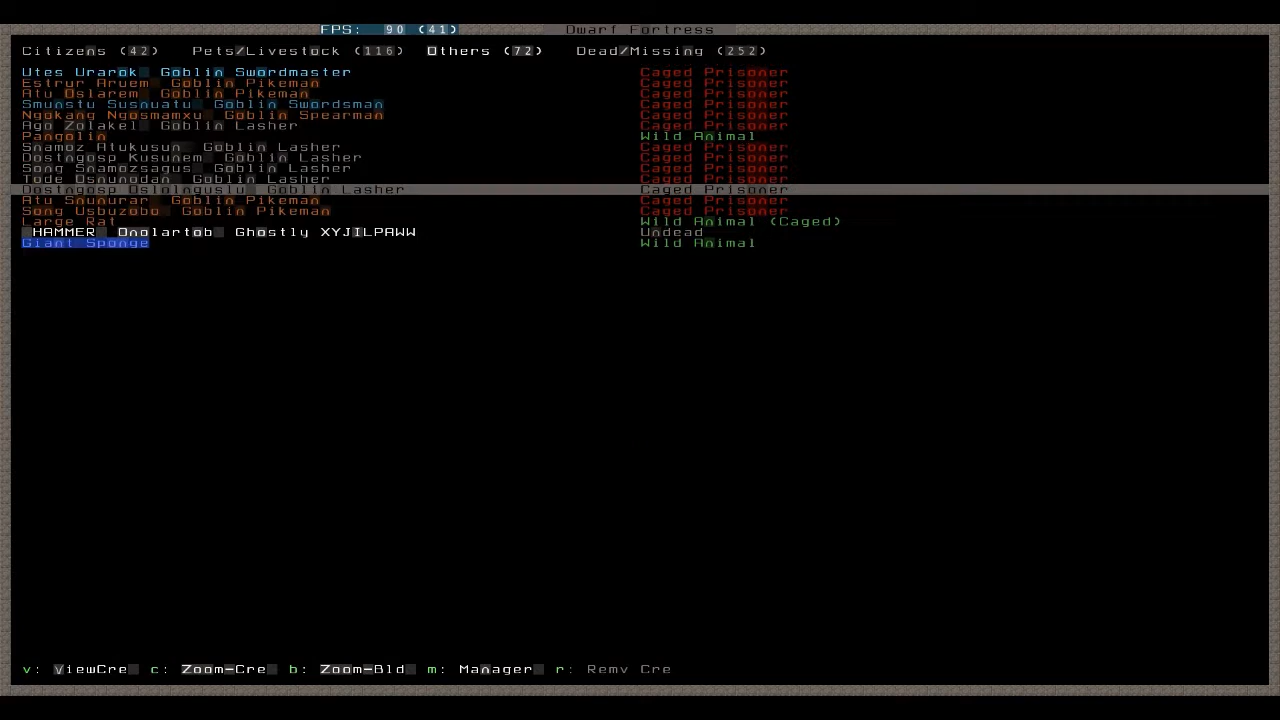 FPS: 90 (41) Dwarf Fortress
Citizens (42) Pets/Livestock (116) Others (72) Dead/Missing (252)
Utes Urarok Goblin Swordmaster Caged Prisoner
Estrur Aruem Goblin Pikeman Caged Prisoner
Atu Oslarem Goblin Pikeman Caged Prisoner
Smunstu Susnuatu Goblin Swordsman Caged Prisoner
Ngokang Ngosmamxu Goblin Spearman Caged Prisoner
Ago Zolakel Goblin Lasher Caged Prisoner
Pangolin Wild Animal
Snamoz Atukusun Goblin Lasher Caged Prisoner
Dostngosp Kusunem Goblin Lasher Caged Prisoner
Song Snamozsagus Goblin Lasher Caged Prisoner
Tode Osnunodan Goblin Lasher Caged Prisoner
Dostngosp Oslolnguslu Goblin Lasher Caged Prisoner
Atu Snunurar Goblin Pikeman Caged Prisoner
Song Usbuzobo Goblin Pikeman Caged Prisoner
Large Rat Wild Animal (Caged)
HAMMER Onolartob Ghostly XYJILPAWW Undead
Giant Sponge Wild Animal
v: ViewCre c: Zoom-Cre b: Zoom-Bld m: Manager r: Remv Cre